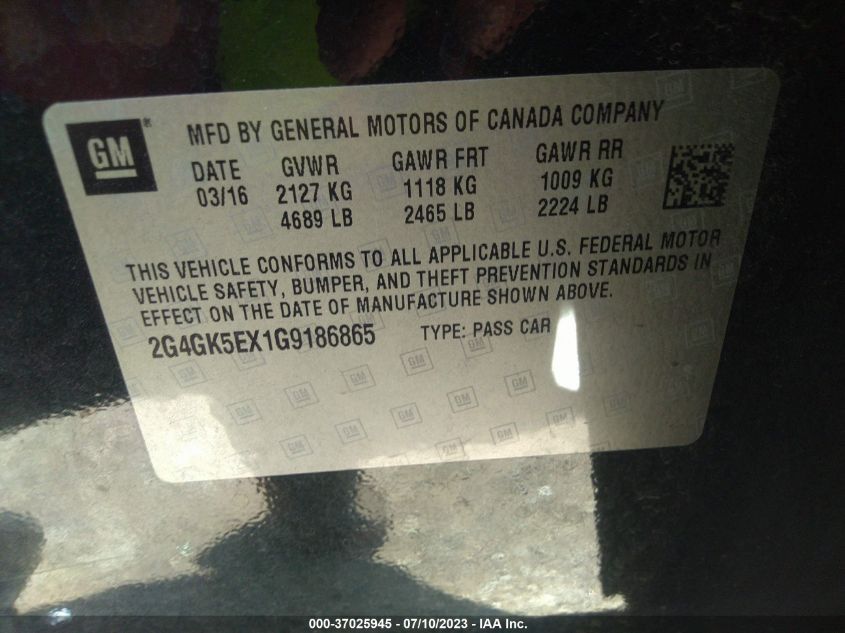 GM ® MFD BY GENERAL MOTORS OF CANADA COMPANY
DATE GVWR GAWR FRT GAWR RR
03/16 2127 KG 1118 KG 1009 KG
4689 LB 2465 LB 2224 LB
THIS VEHICLE CONFORMS TO ALL APPLICABLE U.S. FEDERAL MOTOR
VEHICLE SAFETY, BUMPER, AND THEFT PREVENTION STANDARDS IN
EFFECT ON THE DATE OF MANUFACTURE SHOWN ABOVE.
2G4GK5EX1G9186865 TYPE: PASS CAR
000-37025945 - 07/10/2023 - IAA Inc.